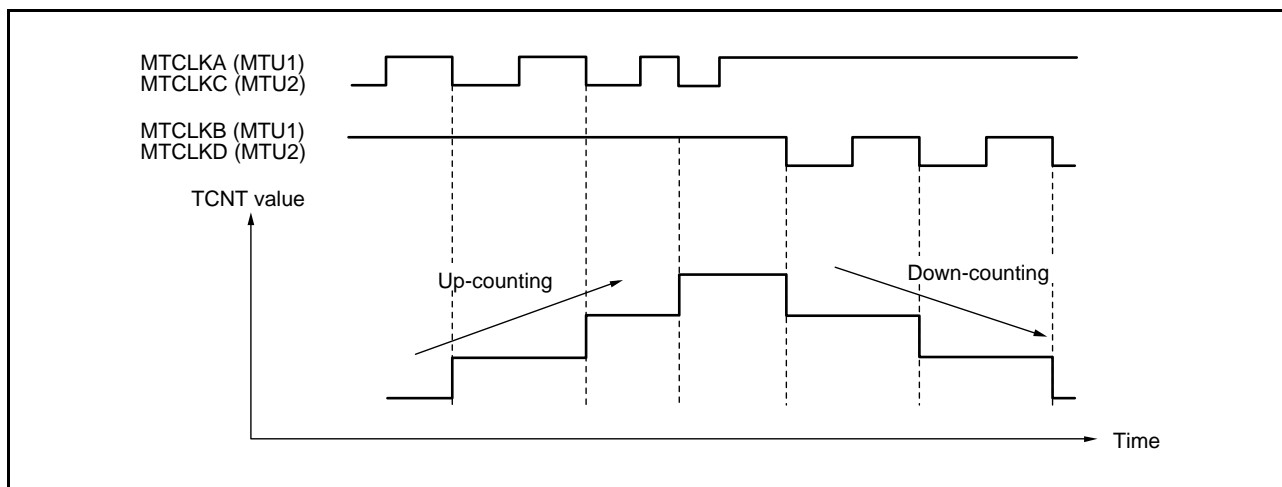 MTCLKA (MTU1)
MTCLKC (MTU2)
MTCLKB (MTU1)
MTCLKD (MTU2)
TCNT value
Up-counting
Down-counting
Time